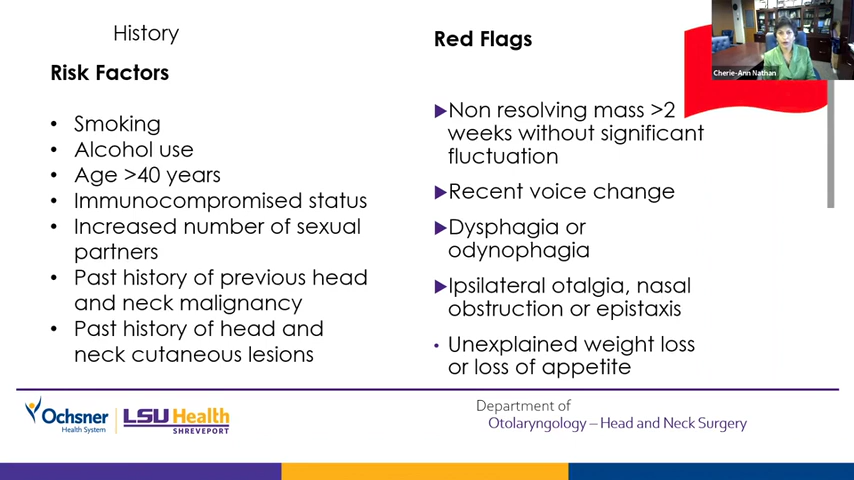 History
Risk Factors
• Smoking
• Alcohol use
• Age >40 years
• Immunocompromised status
• Increased number of sexual
partners
• Past history of previous head
and neck malignancy
• Past history of head and
neck cutaneous lesions
Red Flags
▶Non resolving mass >2
weeks without significant
fluctuation
▶Recent voice change
▶Dysphagia or
odynophagia
▶Ipsilateral otalgia, nasal
obstruction or epistaxis
• Unexplained weight loss
or loss of appetite
Cherie-Ann Nathan
Ochsner
Health System
LSU Health
SHREVEPORT
Department of
Otolaryngology – Head and Neck Surgery